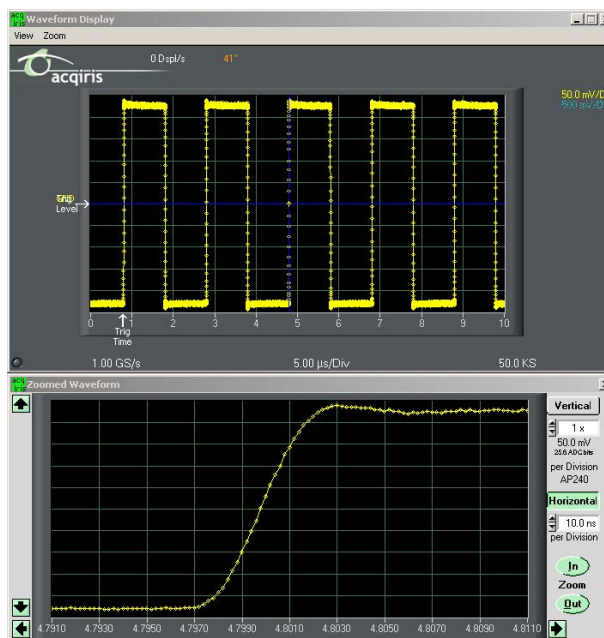 Waveform Display
View Zoom
acqiris
0 Dspl/s 41°
50.0 mV/D
Level
0 1 2 3 4 5 6 7 8 9 10
Trig
Time
1.00 GS/s 5.00 µs/Div 50.0 KS
Zoomed Waveform
Vertical
1 x
50.0 mV
25.6 ADC bits
per Division
AP240
Horizontal
10.0 ns
per Division
In
Zoom
Out
4.7910 4.7930 4.7950 4.7970 4.7990 4.8010 4.8030 4.8050 4.8070 4.8090 4.8110